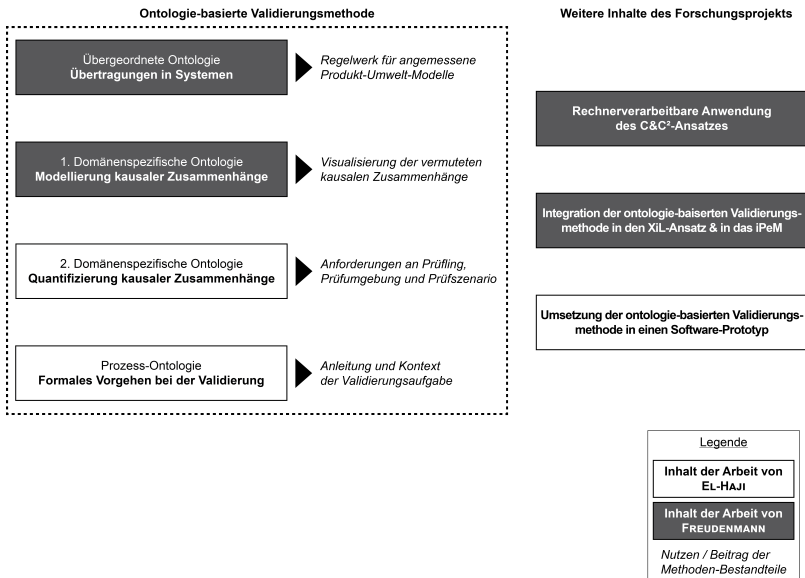 Ontologie-basierte Validierungsmethode
Übergeordnete Ontologie
Übertragungen in Systemen
Regelwerk für angemessene
Produkt-Umwelt-Modelle
1. Domänenspezifische Ontologie
Modellierung kausaler Zusammenhänge
Visualisierung der vermuteten
kausalen Zusammenhänge
2. Domänenspezifische Ontologie
Quantifizierung kausaler Zusammenhänge
Anforderungen an Prüfling,
Prüfumgebung und Prüfszenario
Prozess-Ontologie
Formales Vorgehen bei der Validierung
Anleitung und Kontext
der Validierungsaufgabe
Weitere Inhalte des Forschungsprojekts
Rechnerverarbeitbare Anwendung
des C&C²-Ansatzes
Integration der ontologie-baiserten Validierungs-
methode in den XiL-Ansatz & in das iPeM
Umsetzung der ontologie-basierten Validierungs-
methode in einen Software-Prototyp
Legende
Inhalt der Arbeit von
EL-HAJI
Inhalt der Arbeit von
FREUDENMANN
Nutzen / Beitrag der
Methoden-Bestandteile